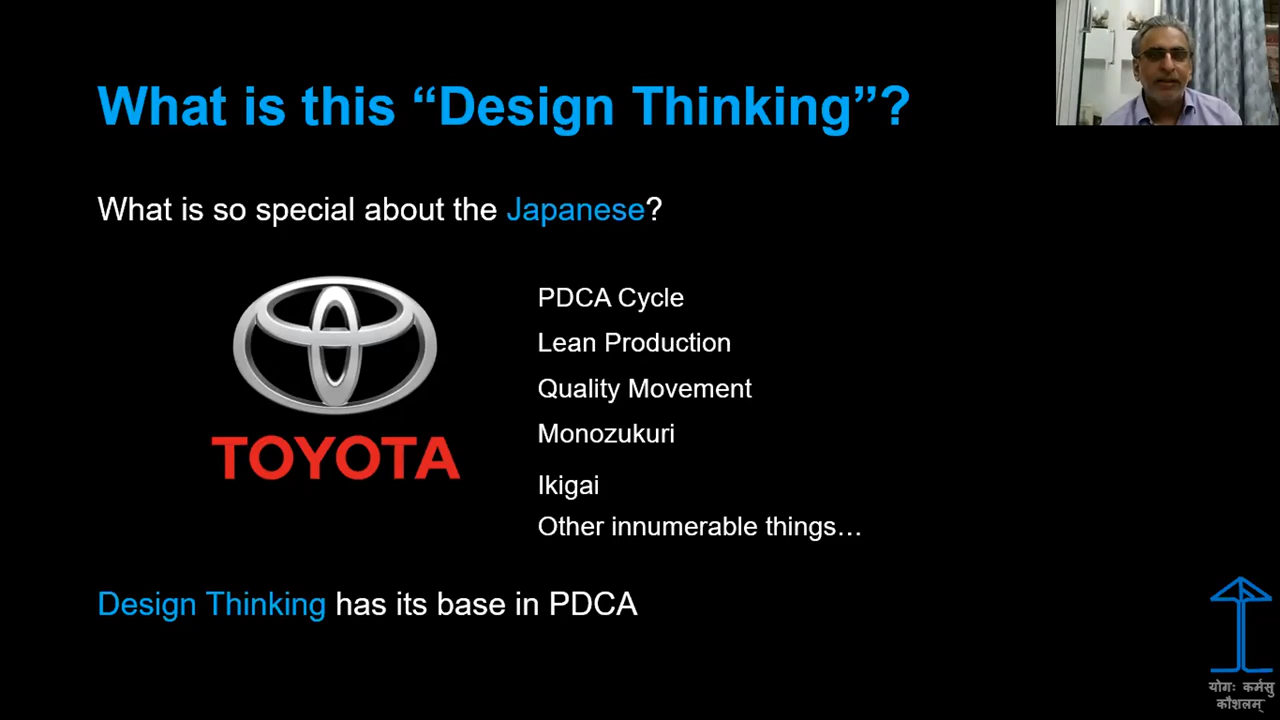 What is this “Design Thinking”?
What is so special about the Japanese?
TOYOTA
PDCA Cycle
Lean Production
Quality Movement
Monozukuri
Ikigai
Other innumerable things…
Design Thinking has its base in PDCA
योगः कर्मसु
कौशलम्